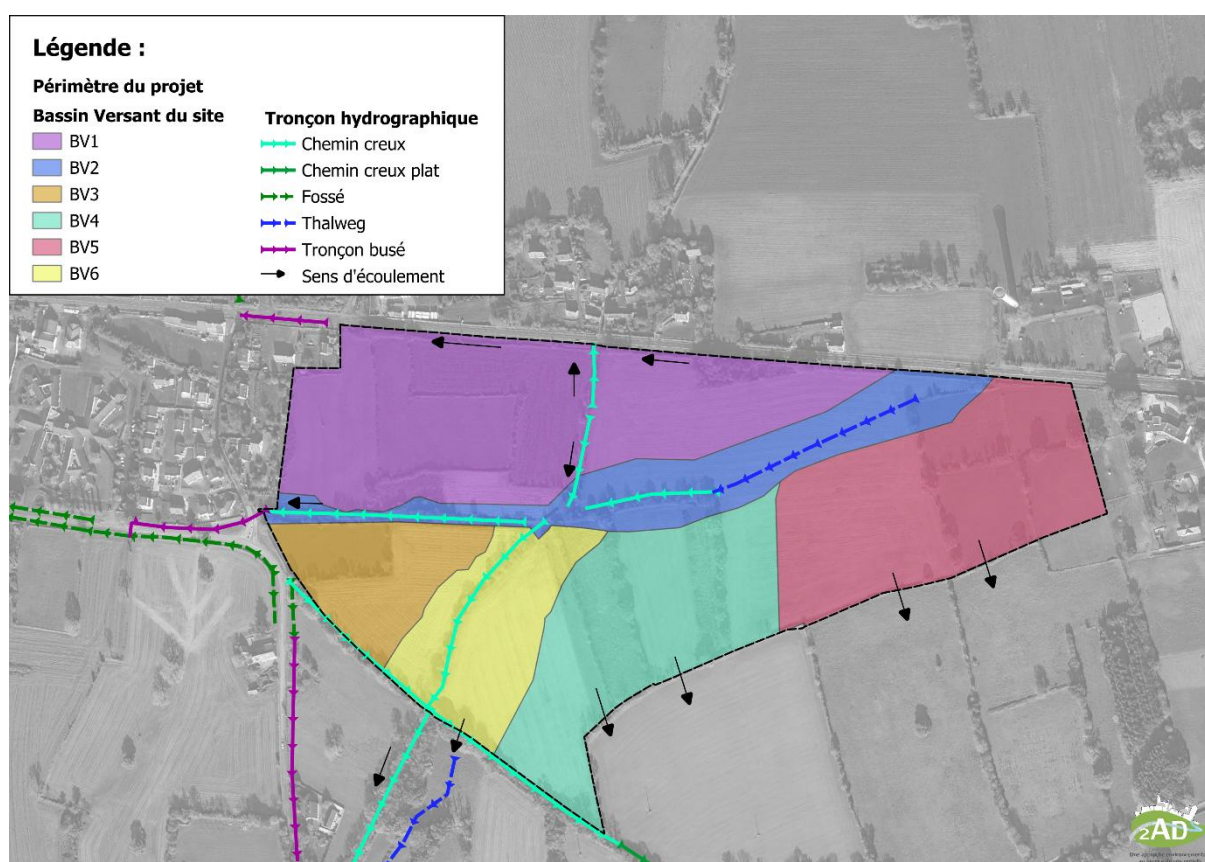 Légende :
Périmètre du projet
Bassin Versant du site
BV1
BV2
BV3
BV4
BV5
BV6
Tronçon hydrographique
Chemin creux
Chemin creux plat
Fossé
Thalweg
Tronçon busé
Sens d'écoulement
2AD